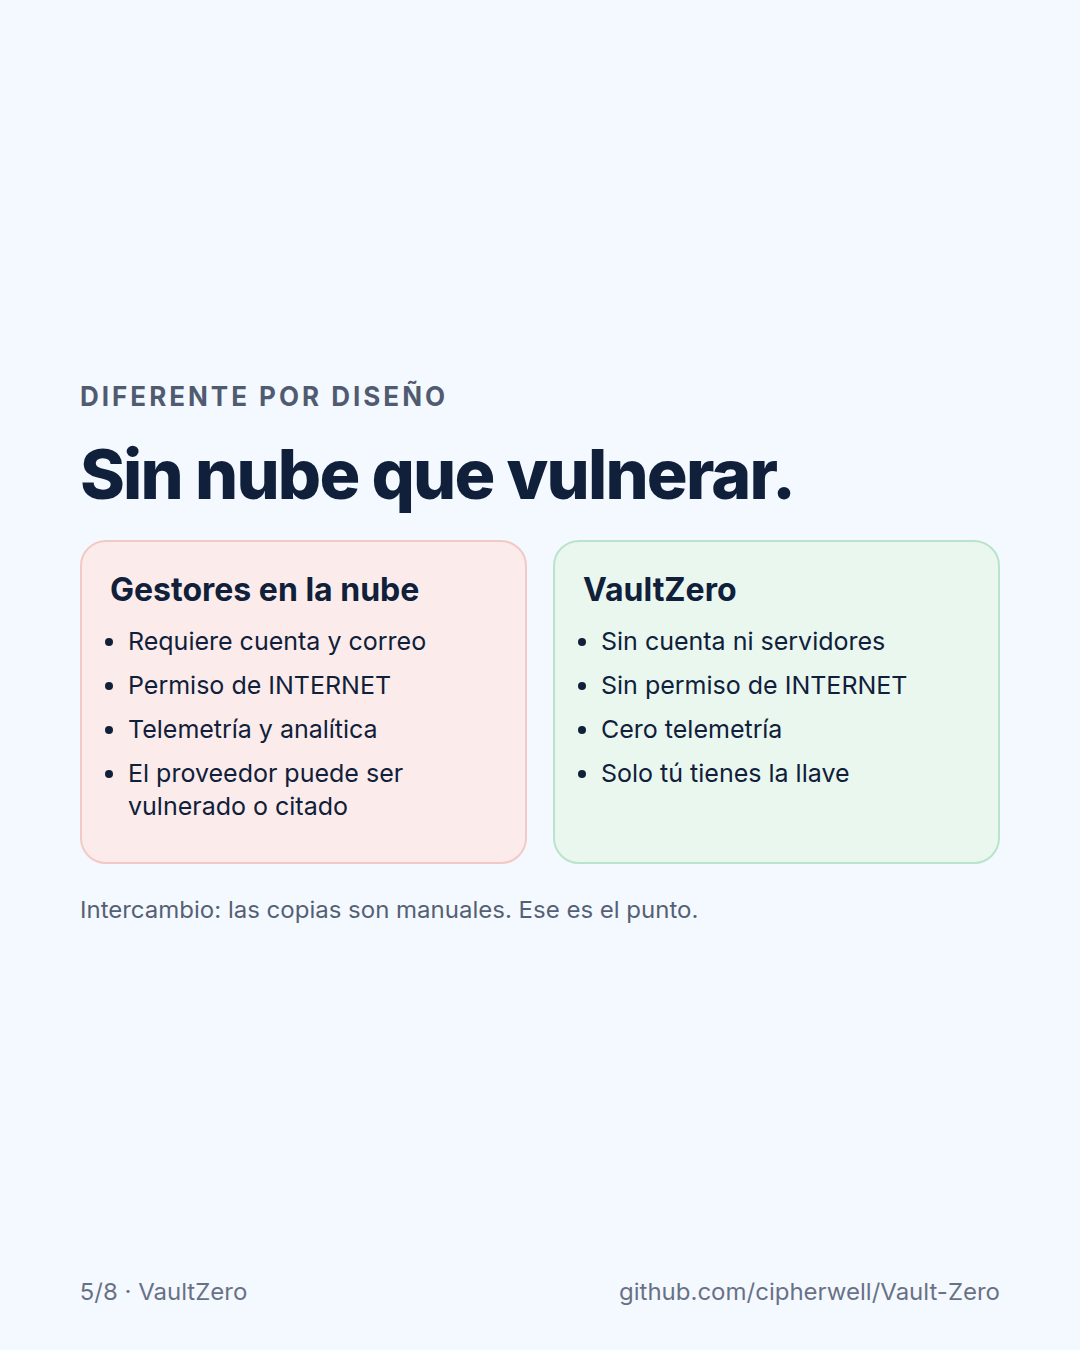 DIFERENTE POR DISEÑO
Sin nube que vulnerar.
Gestores en la nube
• Requiere cuenta y correo
• Permiso de INTERNET
• Telemetría y analítica
• El proveedor puede ser
vulnerado o citado
VaultZero
• Sin cuenta ni servidores
• Sin permiso de INTERNET
• Cero telemetría
• Solo tú tienes la llave
Intercambio: las copias son manuales. Ese es el punto.
5/8 · VaultZero
github.com/cipherwell/Vault-Zero